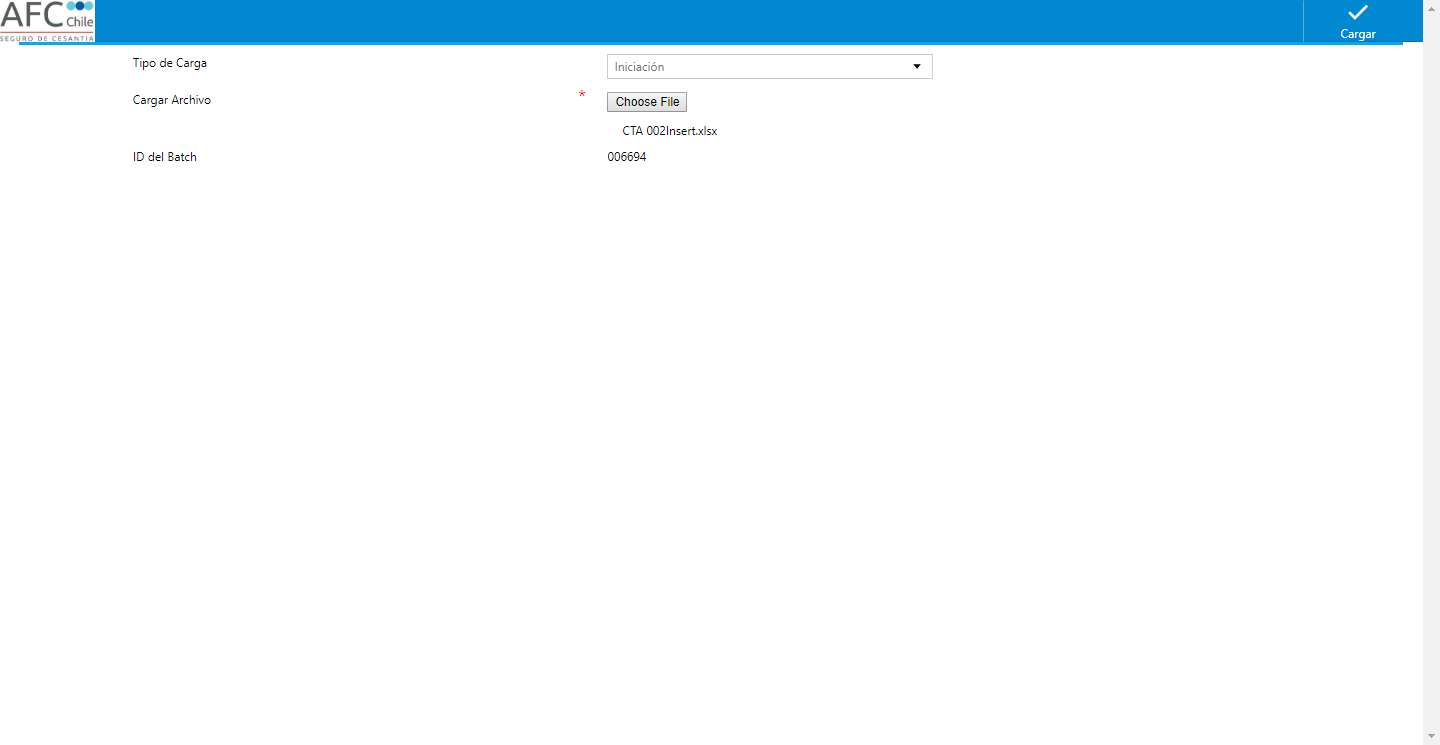 AFC Chile
SEGURO DE CESANTIA
Cargar
Tipo de Carga
Iniciación
Cargar Archivo
*
Choose File
CTA 002Insert.xlsx
ID del Batch
006694